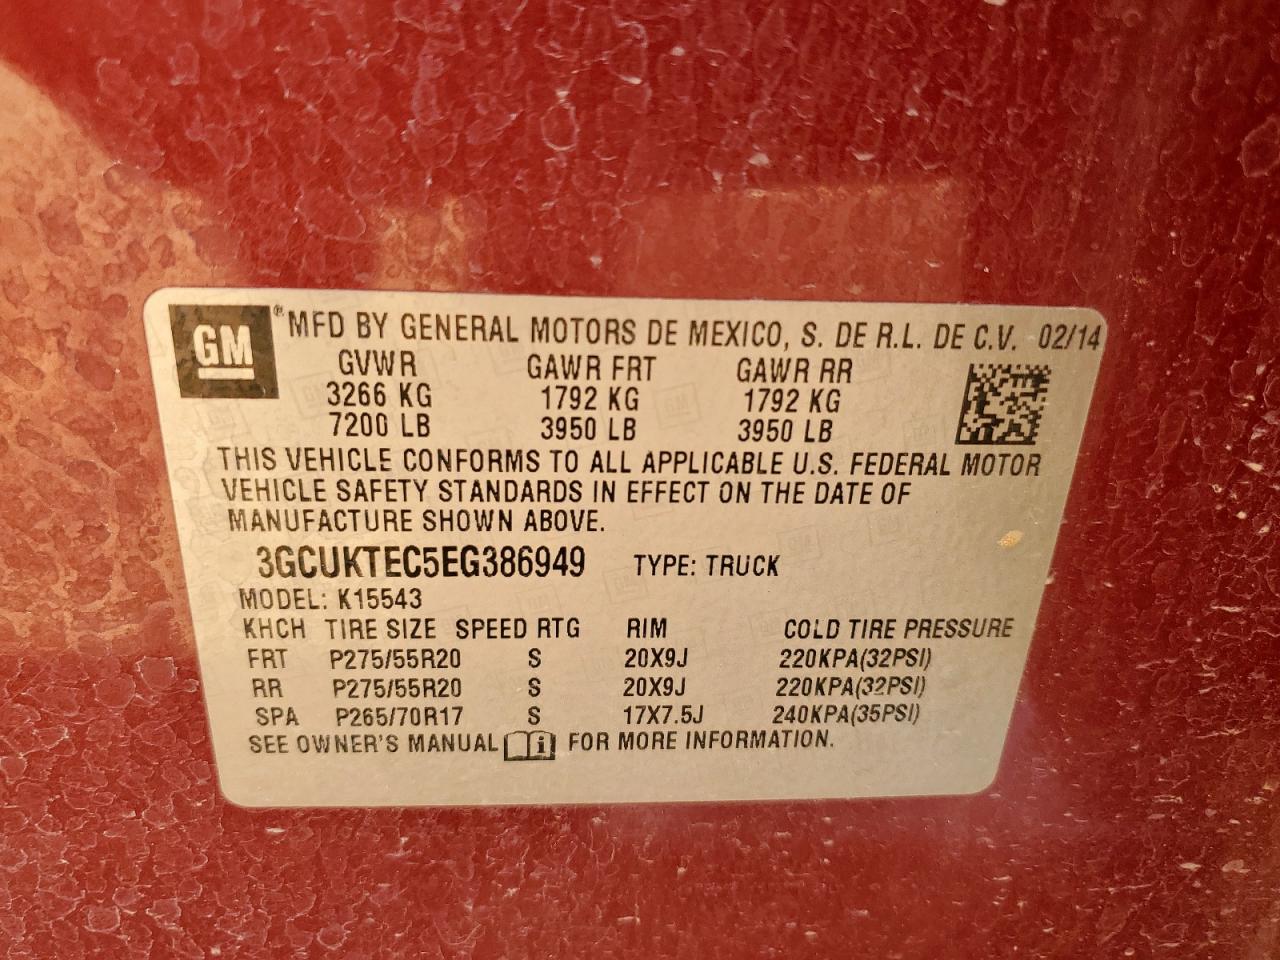 GM ® MFD BY GENERAL MOTORS DE MEXICO, S. DE R.L. DE C.V. 02/14
GVWR GAWR FRT GAWR RR
3266 KG 1792 KG 1792 KG
7200 LB 3950 LB 3950 LB
THIS VEHICLE CONFORMS TO ALL APPLICABLE U.S. FEDERAL MOTOR
VEHICLE SAFETY STANDARDS IN EFFECT ON THE DATE OF
MANUFACTURE SHOWN ABOVE.
3GCUKTEC5EG386949 TYPE: TRUCK
MODEL: K15543
KHCH TIRE SIZE SPEED RTG RIM COLD TIRE PRESSURE
FRT P275/55R20 S 20X9J 220KPA(32PSI)
RR P275/55R20 S 20X9J 220KPA(32PSI)
SPA P265/70R17 S 17X7.5J 240KPA(35PSI)
SEE OWNER'S MANUAL i FOR MORE INFORMATION.